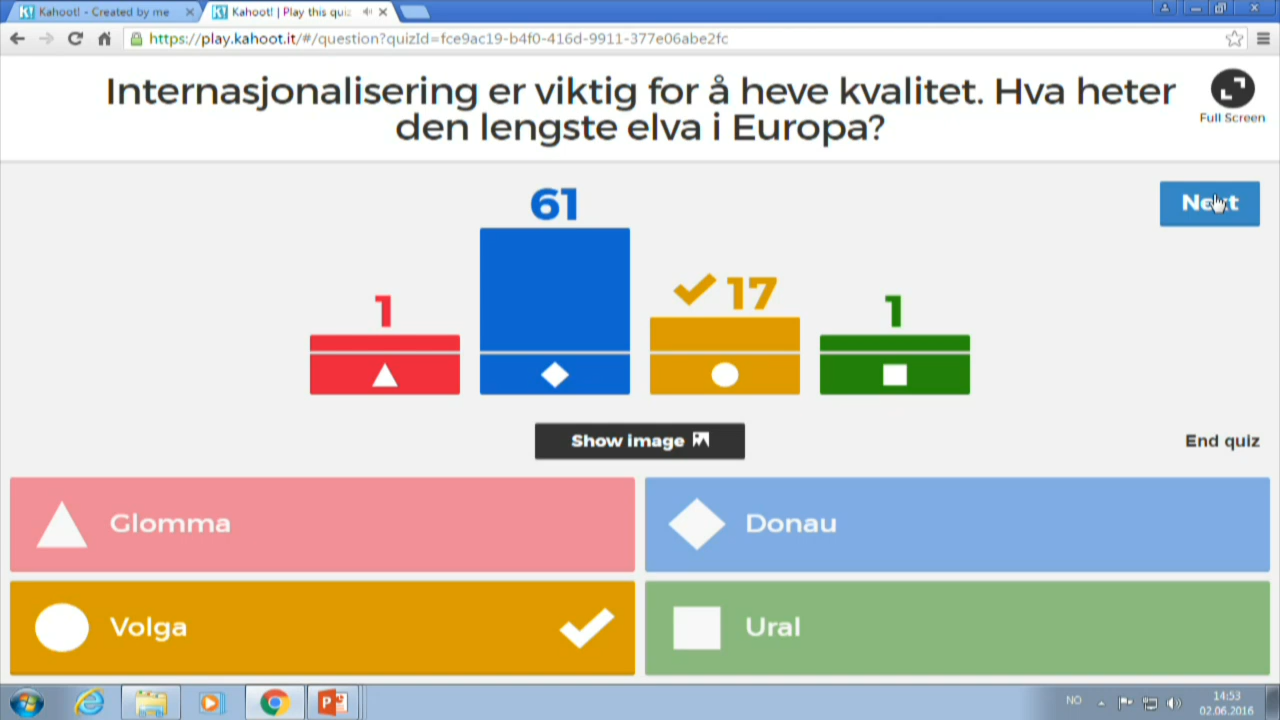 Kahoot! - Created by me
Kahoot! | Play this quiz
https://play.kahoot.it/#/question?quizId=fce9ac19-b4f0-416d-9911-377e06abe2fc
Internasjonalisering er viktig for å heve kvalitet. Hva heter
den lengste elva i Europa?
Full Screen
Next
61
17
1
1
Show image
End quiz
Glomma
Donau
Volga
Ural
NO
14:53
02.06.2016